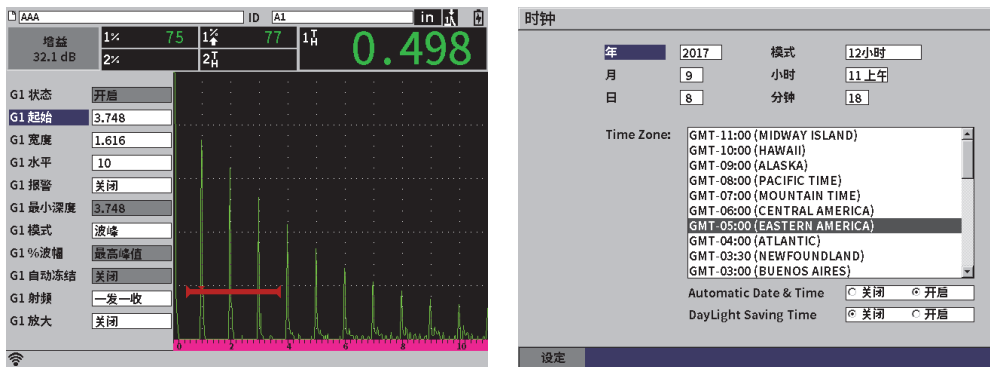 AAA ID A1 in
增益
32.1 dB
1% 75 1% 77 1 0.498
2% 2
G1 状态 开启
G1 起始 3.748
G1 宽度 1.616
G1 水平 10
G1 报警 关闭
G1 最小深度 3.748
G1 模式 波峰
G1 %波幅 最高峰值
G1 自动冻结 关闭
G1 射频 一发一收
G1 放大 关闭
0 2 4 6 8 10
时钟
年 2017 模式 12小时
月 9 小时 11 上午
日 8 分钟 18
Time Zone: GMT-11:00 (MIDWAY ISLAND)
GMT-10:00 (HAWAII)
GMT-09:00 (ALASKA)
GMT-08:00 (PACIFIC TIME)
GMT-07:00 (MOUNTAIN TIME)
GMT-06:00 (CENTRAL AMERICA)
GMT-05:00 (EASTERN AMERICA)
GMT-04:00 (ATLANTIC)
GMT-03:30 (NEWFOUNDLAND)
GMT-03:00 (BUENOS AIRES)
Automatic Date & Time 关闭 开启
DayLight Saving Time 关闭 开启
设定